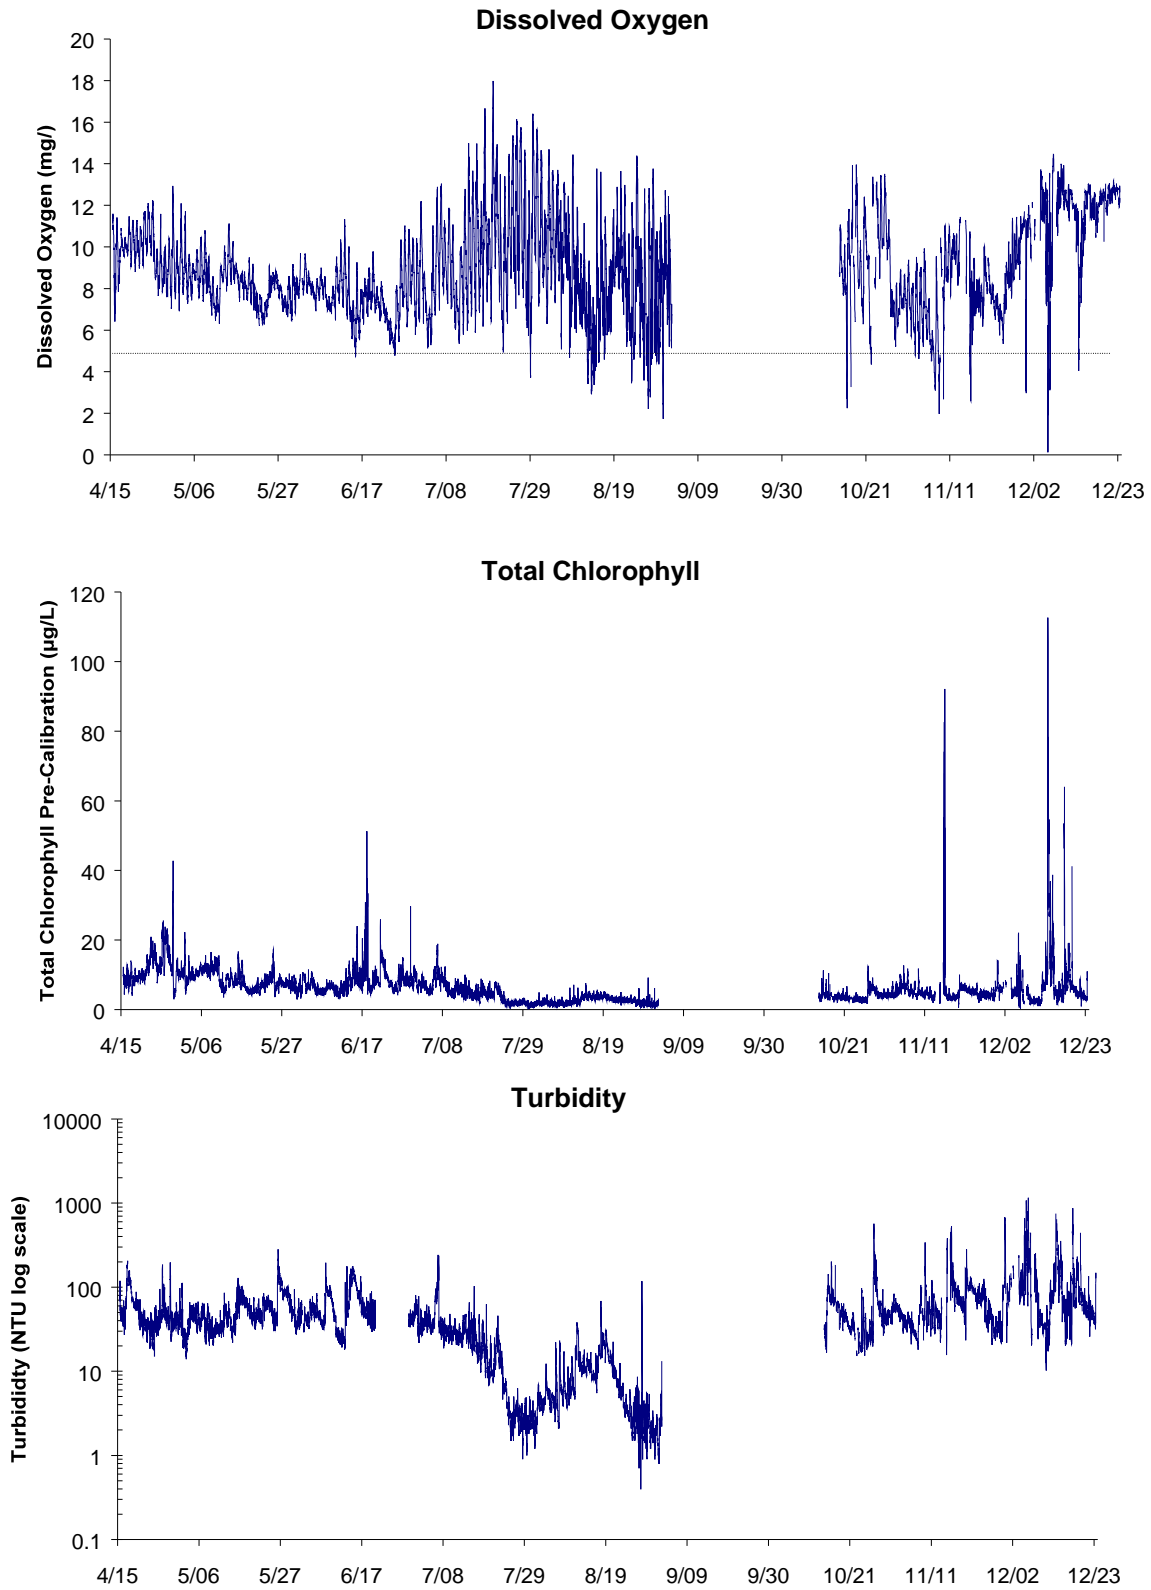 Dissolved Oxygen
Dissolved Oxygen (mg/)
20
18
16
14
12
10
8
6
4
2
0
4/15 5/06 5/27 6/17 7/08 7/29 8/19 9/09 9/30 10/21 11/11 12/02 12/23
Total Chlorophyll
Total Chlorophyll Pre-Calibration (µg/L)
120
100
80
60
40
20
0
4/15 5/06 5/27 6/17 7/08 7/29 8/19 9/09 9/30 10/21 11/11 12/02 12/23
Turbidity
Turbididty (NTU log scale)
10000
1000
100
10
1
0.1
4/15 5/06 5/27 6/17 7/08 7/29 8/19 9/09 9/30 10/21 11/11 12/02 12/23